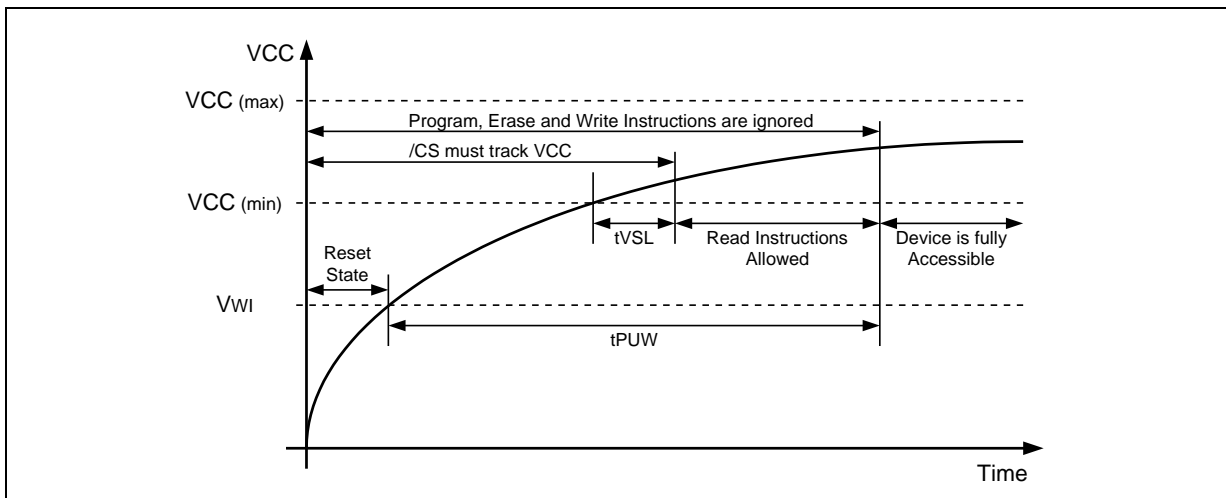 VCC
VCC (max)
Program, Erase and Write Instructions are ignored
/CS must track VCC
VCC (min)
tVSL
Read Instructions
Allowed
Device is fully
Accessible
Reset
State
VWI
tPUW
Time